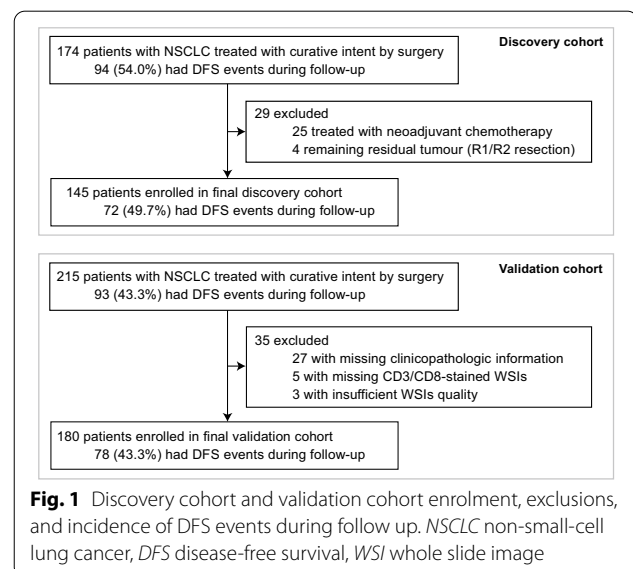 Discovery cohort
174 patients with NSCLC treated with curative intent by surgery
94 (54.0%) had DFS events during follow-up
29 excluded
25 treated with neoadjuvant chemotherapy
4 remaining residual tumour (R1/R2 resection)
145 patients enrolled in final discovery cohort
72 (49.7%) had DFS events during follow-up
Validation cohort
215 patients with NSCLC treated with curative intent by surgery
93 (43.3%) had DFS events during follow-up
35 excluded
27 with missing clinicopathologic information
5 with missing CD3/CD8-stained WSIs
3 with insufficient WSIs quality
180 patients enrolled in final validation cohort
78 (43.3%) had DFS events during follow-up
Fig. 1 Discovery cohort and validation cohort enrolment, exclusions,
and incidence of DFS events during follow up. NSCLC non-small-cell
lung cancer, DFS disease-free survival, WSI whole slide image